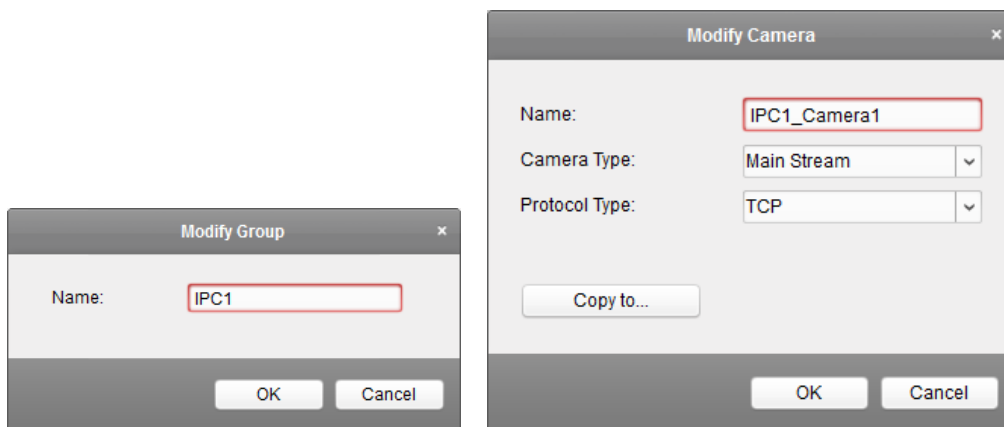 Modify Group
×
Name: IPC1
OK Cancel
Modify Camera
×
Name: IPC1_Camera1
Camera Type: Main Stream
Protocol Type: TCP
Copy to...
OK Cancel